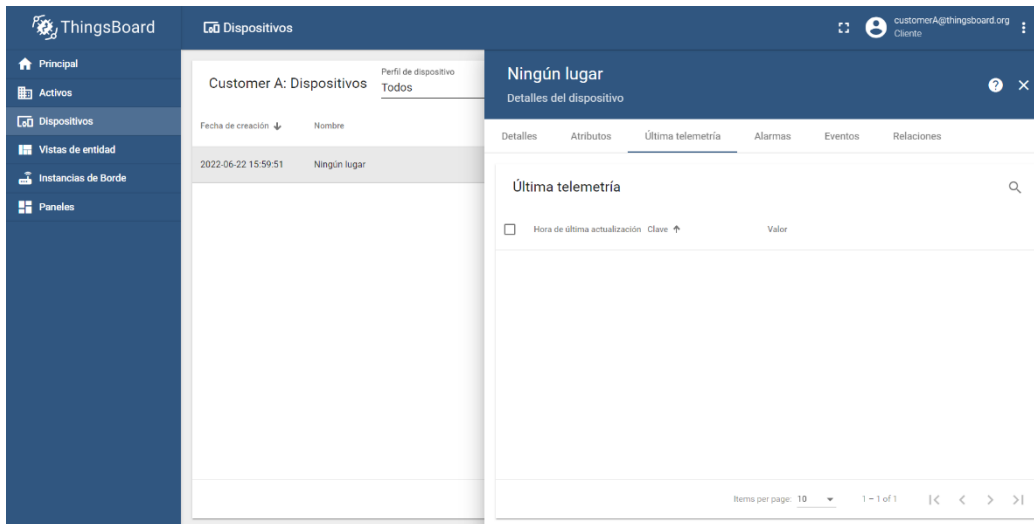 ThingsBoard
Dispositivos
customerA@thingsboard.org
Cliente
Principal
Activos
Dispositivos
Vistas de entidad
Instancias de Borde
Paneles
Customer A: Dispositivos
Perfil de dispositivo
Todos
Fecha de creación Nombre
2022-06-22 15:59:51 Ningún lugar
Ningún lugar
Detalles del dispositivo
Detalles Atributos Última telemetría Alarmas Eventos Relaciones
Última telemetría
Hora de última actualización Clave Valor
Items per page: 10 1 – 1 of 1